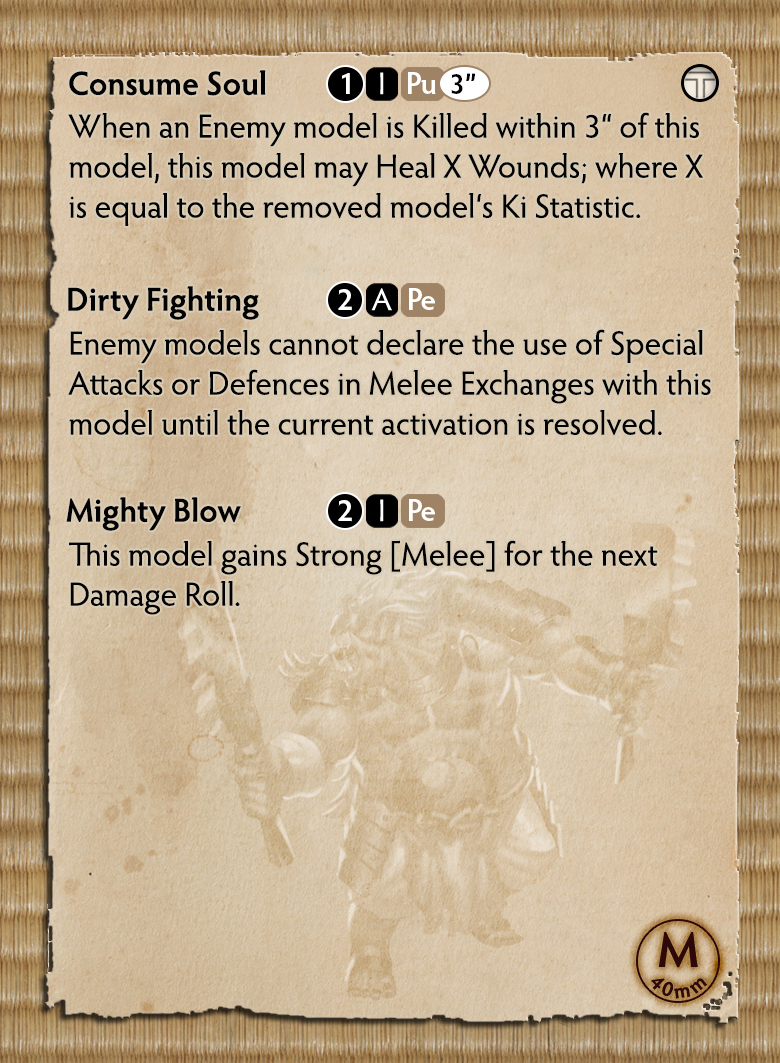 Consume Soul 1 I Pu 3"
When an Enemy model is Killed within 3" of this
model, this model may Heal X Wounds; where X
is equal to the removed model's Ki Statistic.
Dirty Fighting 2 A Pe
Enemy models cannot declare the use of Special
Attacks or Defences in Melee Exchanges with this
model until the current activation is resolved.
Mighty Blow 2 I Pe
This model gains Strong [Melee] for the next
Damage Roll.
M
40mm